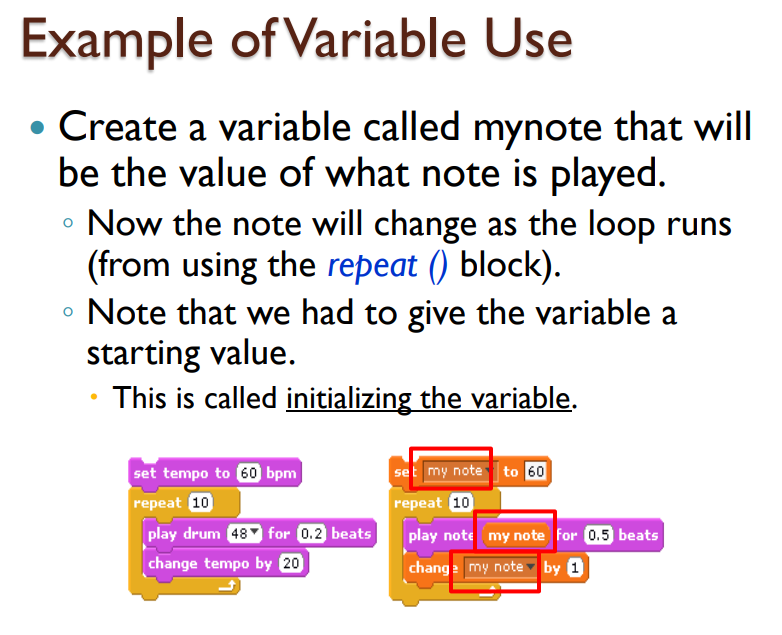 Example of Variable Use
• Create a variable called mynote that will
be the value of what note is played.
◦ Now the note will change as the loop runs
(from using the repeat () block).
◦ Note that we had to give the variable a
starting value.
• This is called initializing the variable.
set tempo to 60 bpm
repeat 10
play drum 48 for 0.2 beats
change tempo by 20
set my note to 60
repeat 10
play note my note for 0.5 beats
change my note by 1